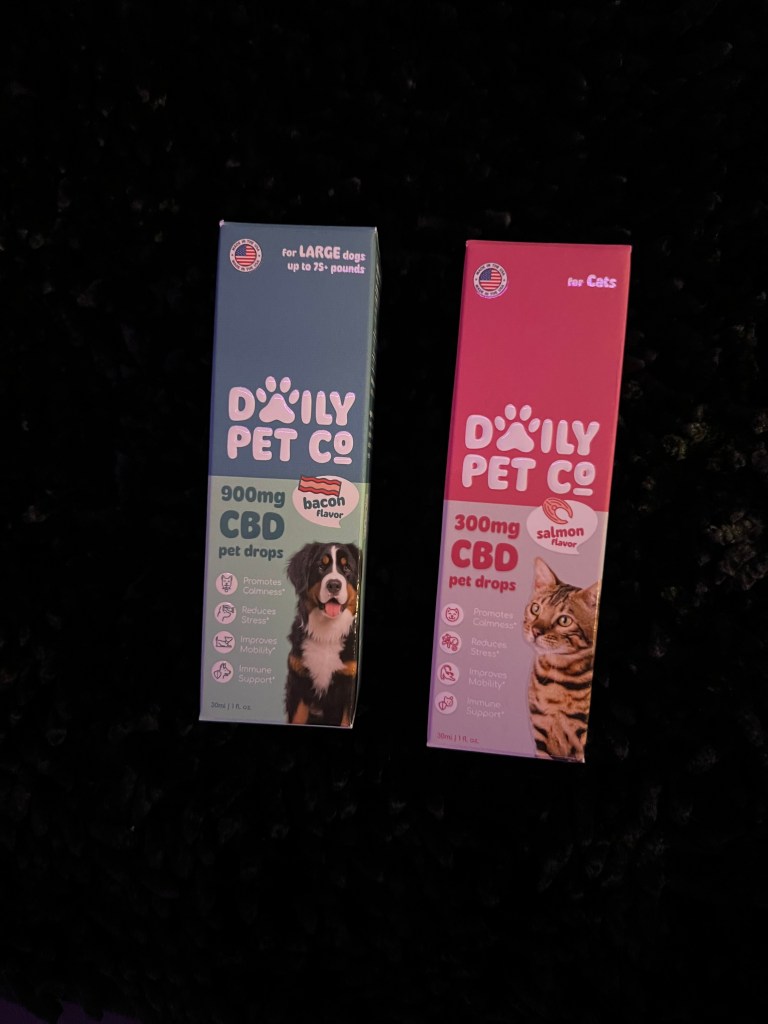 for LARGE dogs
up to 75+ pounds
DAILY
PET Co
900mg
CBD
pet drops
bacon
flavor
Promotes
Calmness*
Reduces
Stress*
Improves
Mobility*
Immune
Support*
30ml | 1 fl. oz.
for Cats
DAILY
PET Co
300mg
CBD
pet drops
salmon
flavor
Promotes
Calmness*
Reduces
Stress*
Improves
Mobility*
Immune
Support*
30ml | 1 fl. oz.